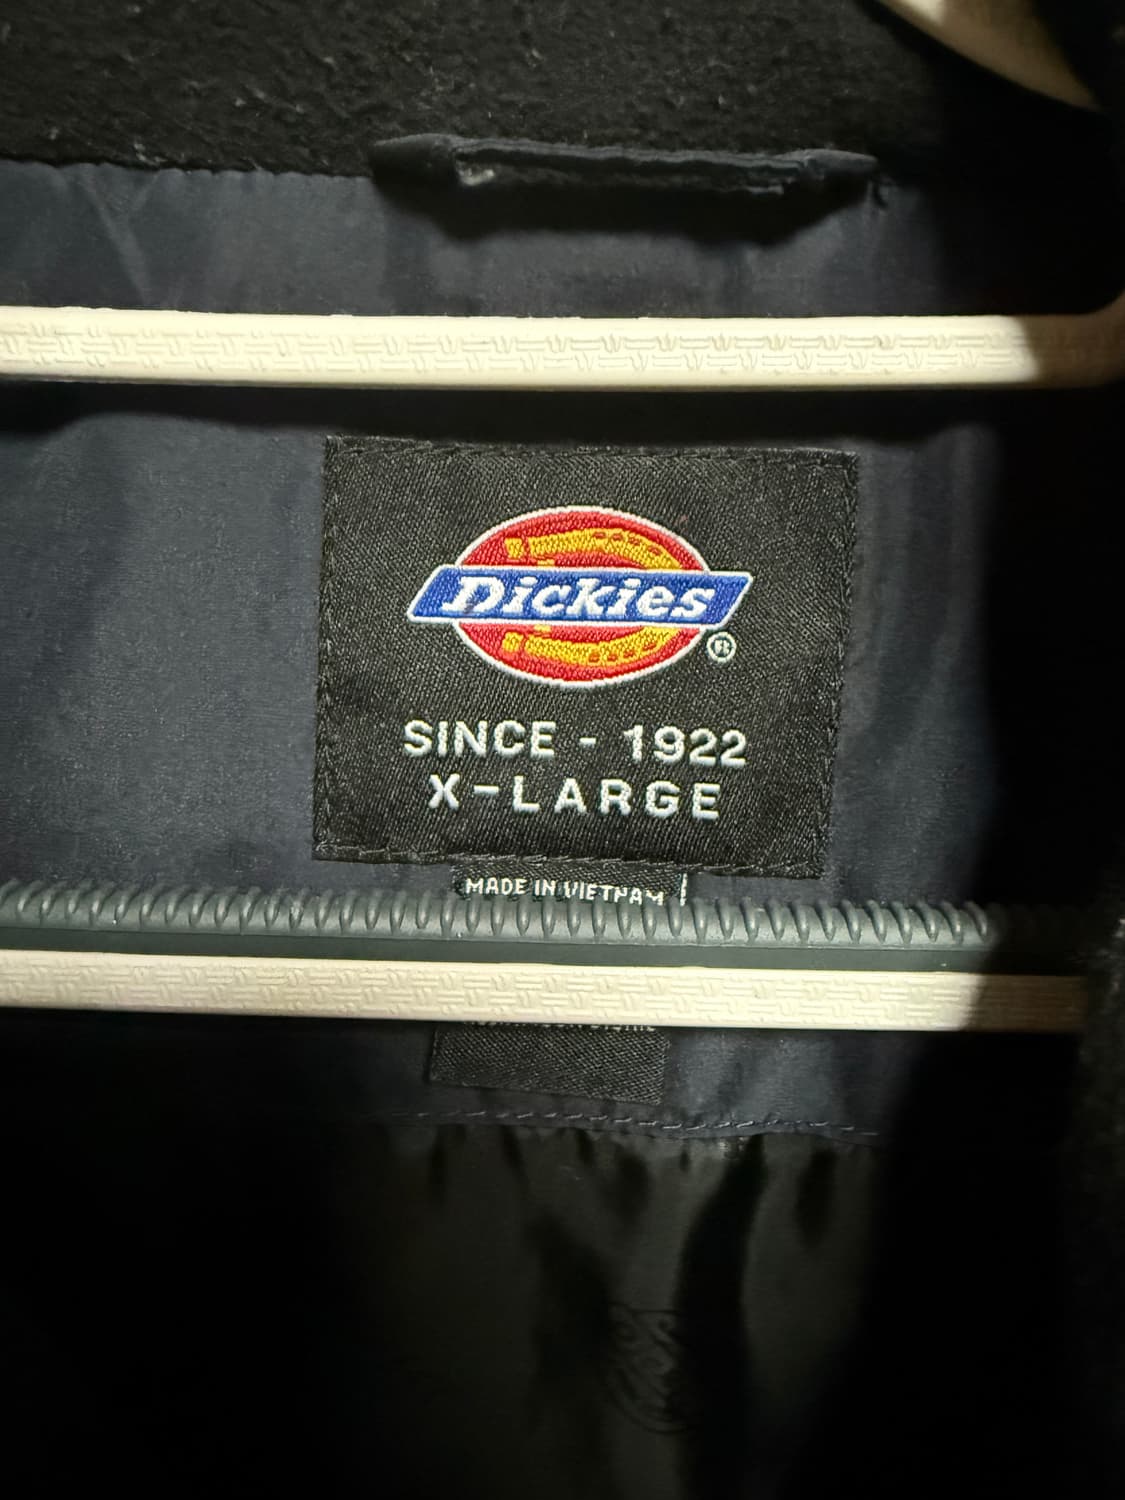 Dickies
®
SINCE - 1922
X-LARGE
MADE IN VIETNAM